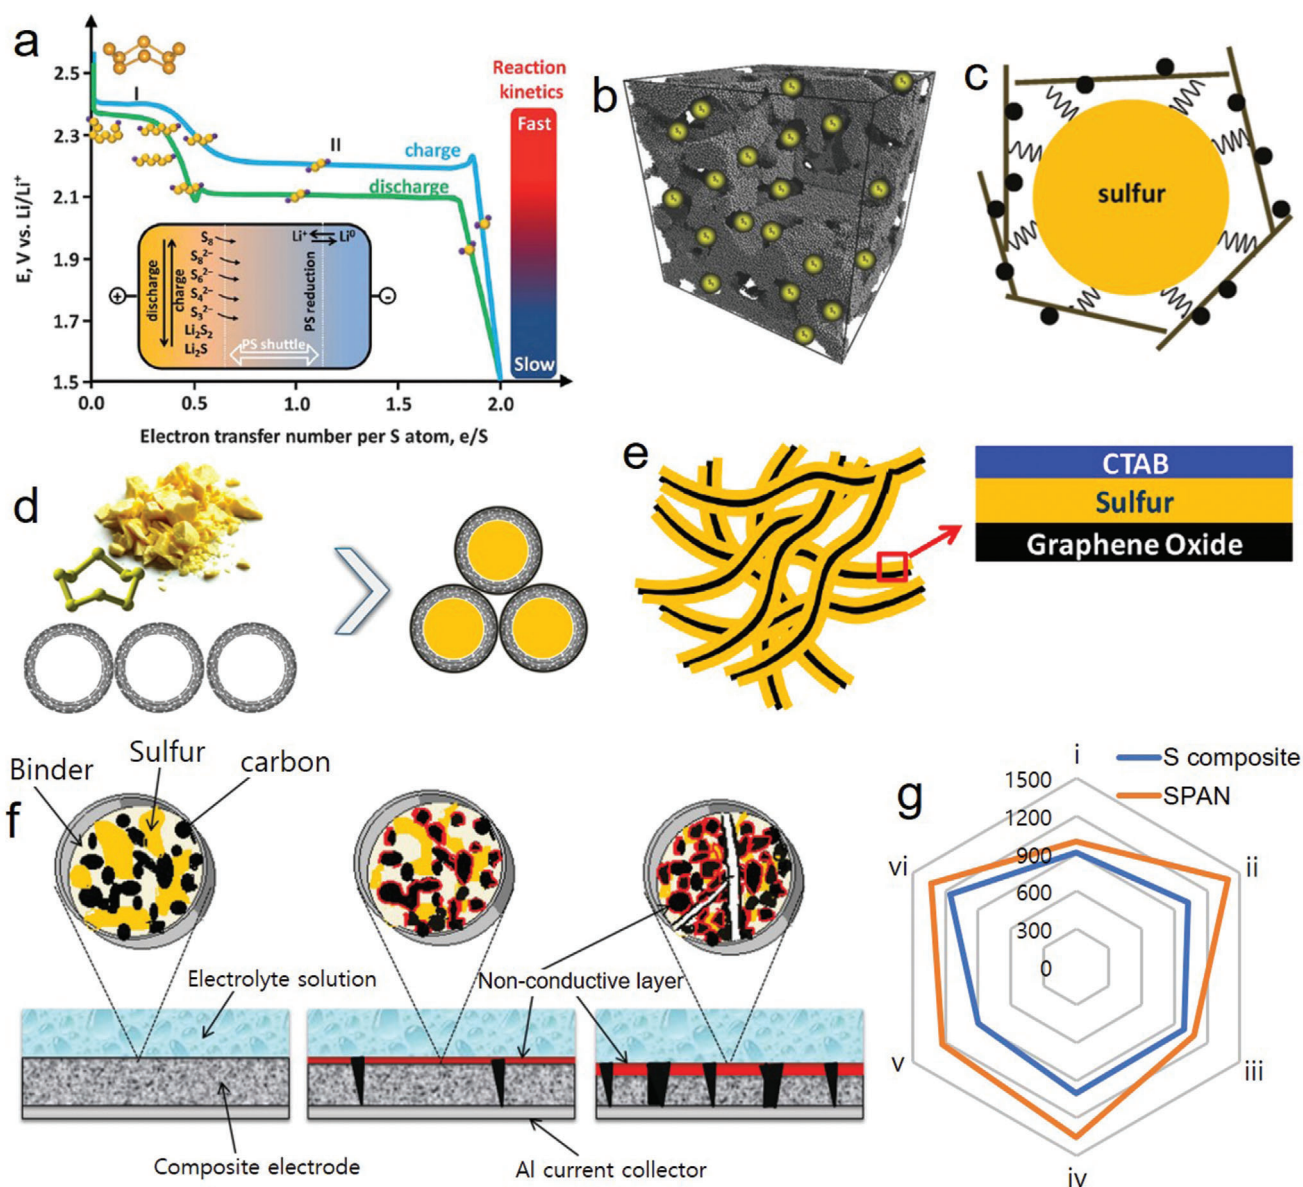 a
2.5
2.3
2.1
1.9
1.7
1.5
E, V vs. Li/Li⁺
0.0 0.5 1.0 1.5 2.0
Electron transfer number per S atom, e/S
I
II
charge
discharge
Reaction
kinetics
Fast
Slow
discharge
charge
S₈
S₈²⁻
S₆²⁻
S₄²⁻
S₃²⁻
Li₂S₂
Li₂S
Li⁺ Li⁰
PS reduction
PS shuttle
+
-
b
c
sulfur
d
e
CTAB
Sulfur
Graphene Oxide
f
Binder
Sulfur
carbon
Electrolyte solution
Non-conductive layer
Composite electrode
Al current collector
g
S composite
SPAN
1500
1200
900
600
300
0
i
ii
iii
iv
v
vi